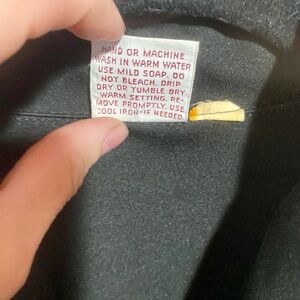 HAND OR MACHINE
WASH IN WARM WATER
USE MILD SOAP. DO
NOT BLEACH. DRIP
DRY OR TUMBLE DRY
WARM SETTING. RE-
MOVE PROMPTLY. USE
COOL IRON-IF NEEDED.